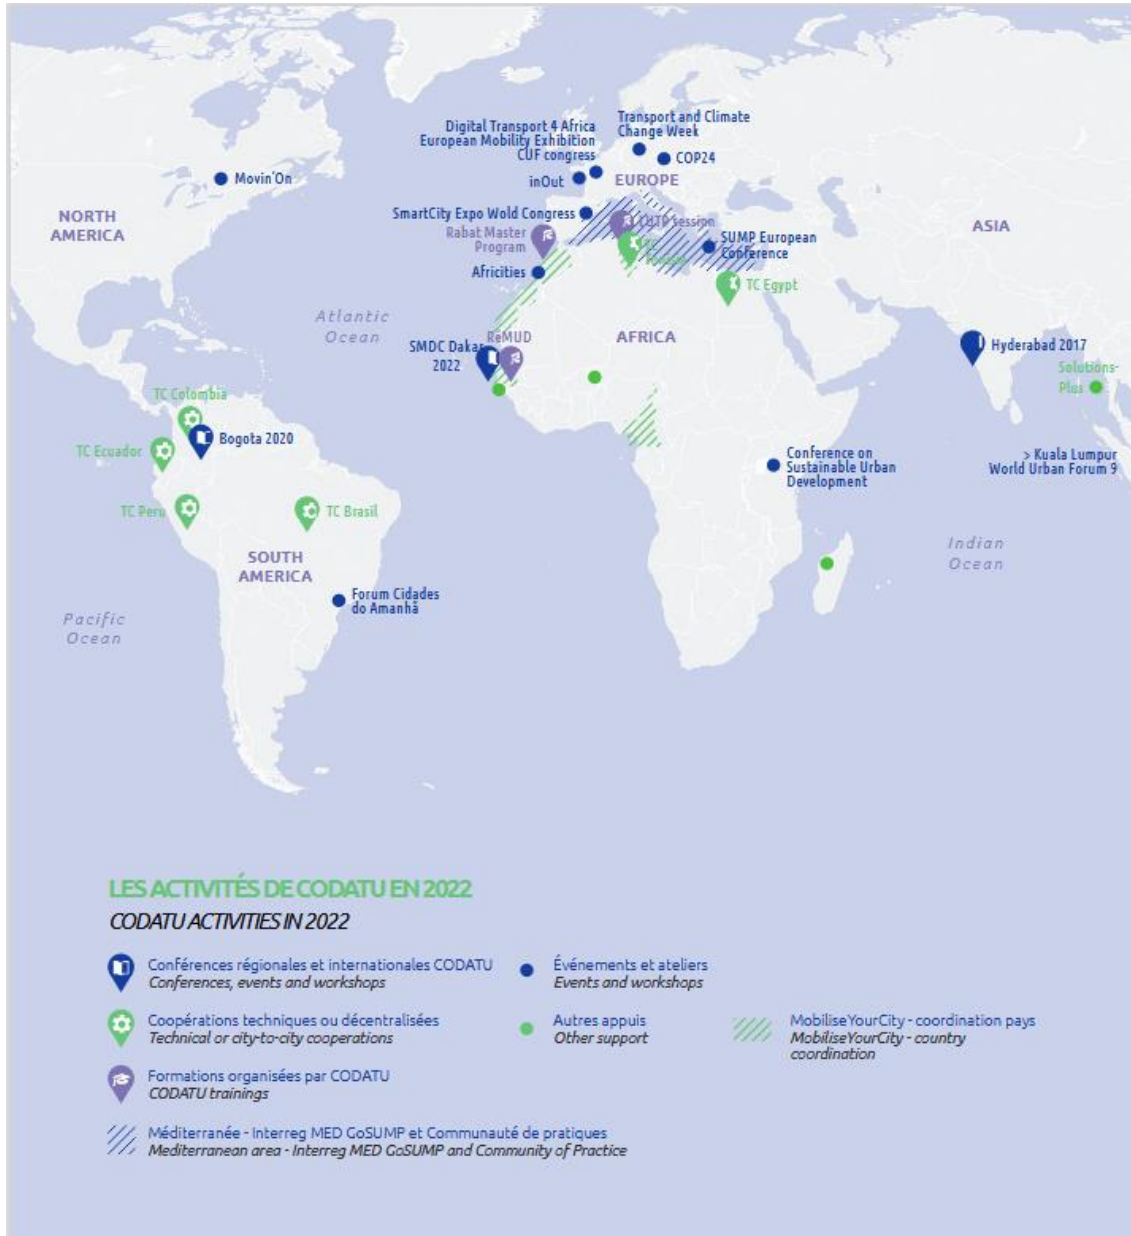 Digital Transport 4 Africa
European Mobility Exhibition
CUF congress
Transport and Climate
Change Week
COP24
inOut
EUROPE
Movin'On
NORTH
AMERICA
SmartCity Expo Wold Congress
Rabat Master
Program
LUTP session
SUMP European
Conference
ASIA
Africities
TC
TC Egypt
Atlantic
Ocean
AFRICA
ReMUD
SMDC Dakar
2022
Hyderabad 2017
Solutions-
Plus
TC Colombia
Bogota 2020
TC Ecuador
Conference on
Sustainable Urban
Development
> Kuala Lumpur
World Urban Forum 9
TC Peru
TC Brasil
SOUTH
AMERICA
Indian
Ocean
Forum Cidades
do Amanhã
Pacific
Ocean
LES ACTIVITÉS DE CODATU EN 2022
CODATU ACTIVITIES IN 2022
Conférences régionales et internationales CODATU
Conferences, events and workshops
Événements et ateliers
Events and workshops
Coopérations techniques ou décentralisées
Technical or city-to-city cooperations
Autres appuis
Other support
MobiliseYourCity - coordination pays
MobiliseYourCity - country
coordination
Formations organisées par CODATU
CODATU trainings
Méditerranée - Interreg MED GoSUMP et Communauté de pratiques
Mediterranean area - Interreg MED GoSUMP and Community of Practice